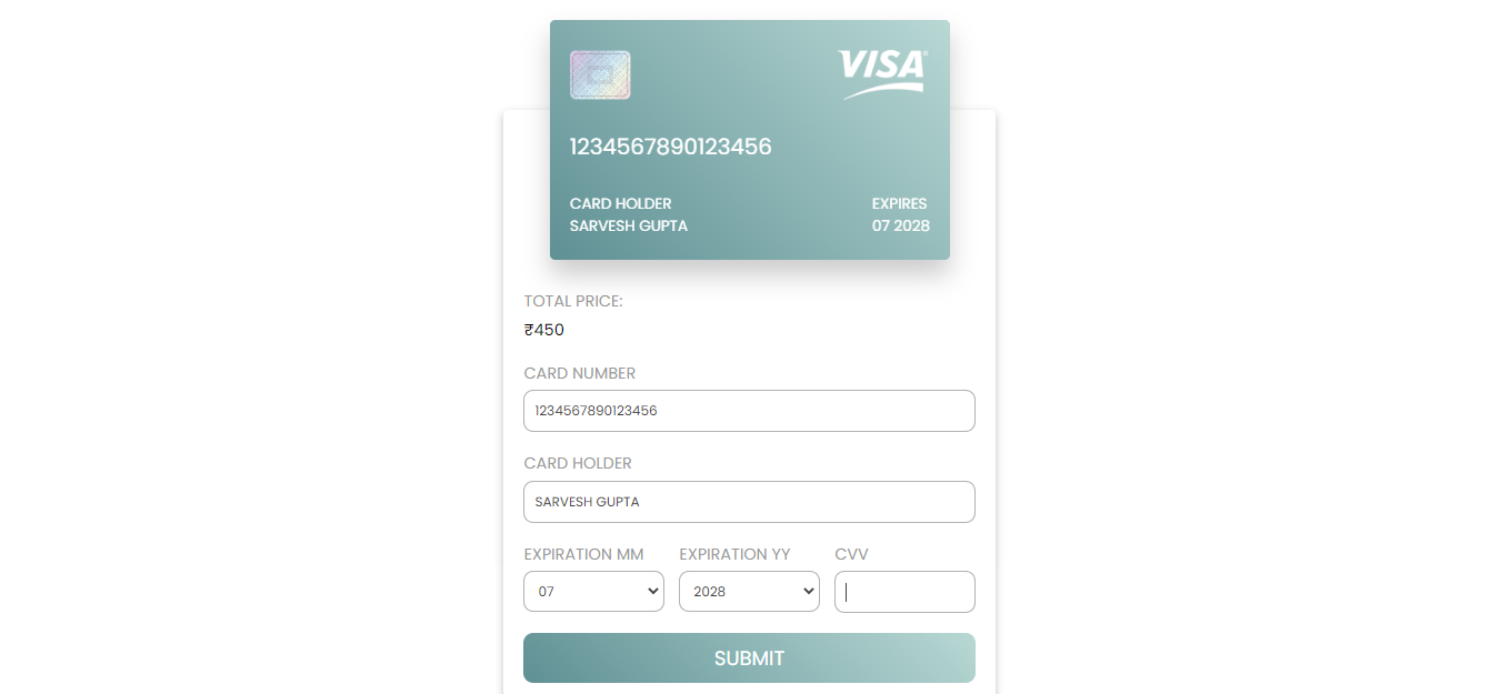 VISA
1234567890123456
CARD HOLDER
SARVESH GUPTA
EXPIRES
07 2028
TOTAL PRICE:
₹450
CARD NUMBER
1234567890123456
CARD HOLDER
SARVESH GUPTA
EXPIRATION MM
EXPIRATION YY
CVV
07
2028
SUBMIT